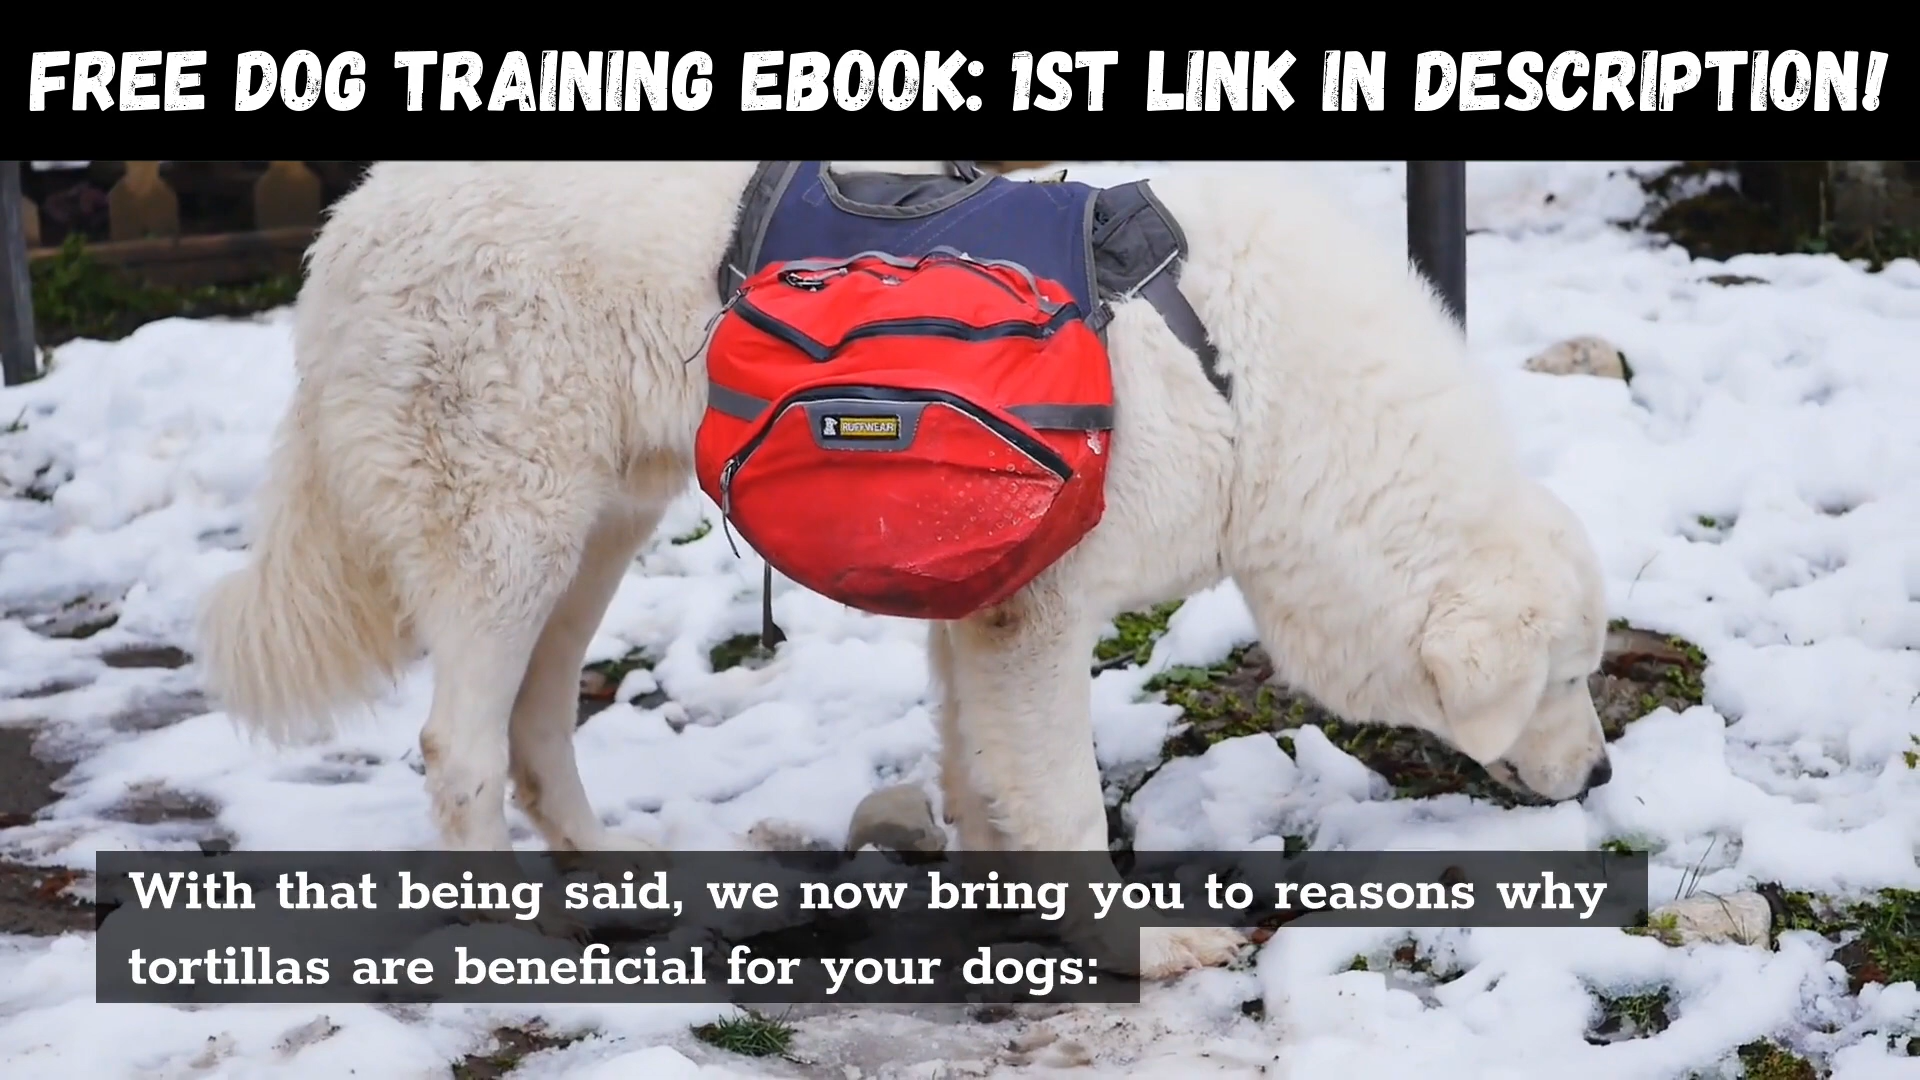 FREE DOG TRAINING EBOOK: 1ST LINK IN DESCRIPTION!
RUFFWEAR
With that being said, we now bring you to reasons why
tortillas are beneficial for your dogs: